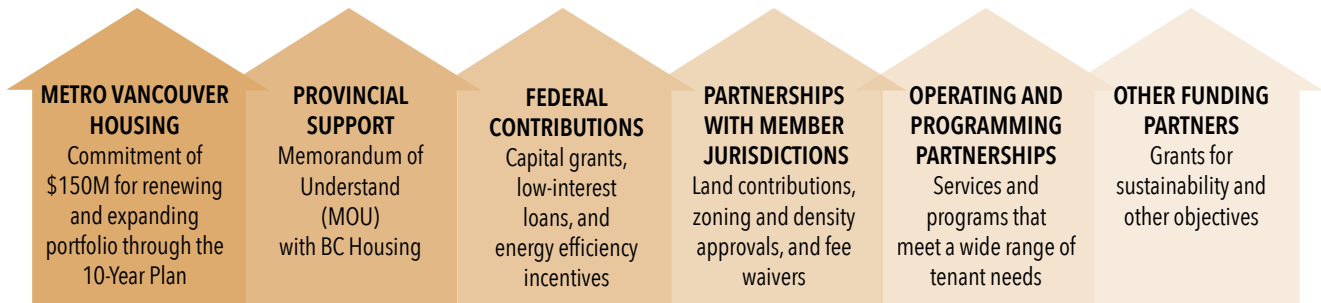 METRO VANCOUVER
HOUSING
Commitment of
$150M for renewing
and expanding
portfolio through the
10-Year Plan
PROVINCIAL
SUPPORT
Memorandum of
Understand
(MOU)
with BC Housing
FEDERAL
CONTRIBUTIONS
Capital grants,
low-interest
loans, and
energy efficiency
incentives
PARTNERSHIPS
WITH MEMBER
JURISDICTIONS
Land contributions,
zoning and density
approvals, and fee
waivers
OPERATING AND
PROGRAMMING
PARTNERSHIPS
Services and
programs that
meet a wide range of
tenant needs
OTHER FUNDING
PARTNERS
Grants for
sustainability and
other objectives